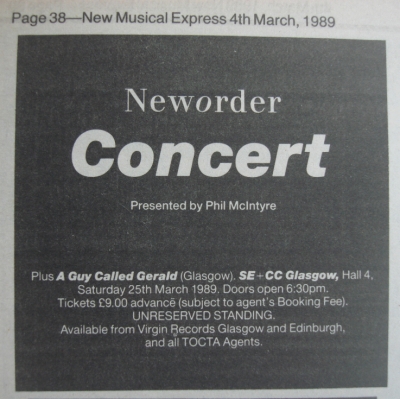 Page 38—New Musical Express 4th March, 1989
Neworder
Concert
Presented by Phil McIntyre
Plus A Guy Called Gerald (Glasgow). SE+CC Glasgow, Hall 4,
Saturday 25th March 1989. Doors open 6:30pm.
Tickets £9.00 advance (subject to agent's Booking Fee).
UNRESERVED STANDING.
Available from Virgin Records Glasgow and Edinburgh,
and all TOCTA Agents.